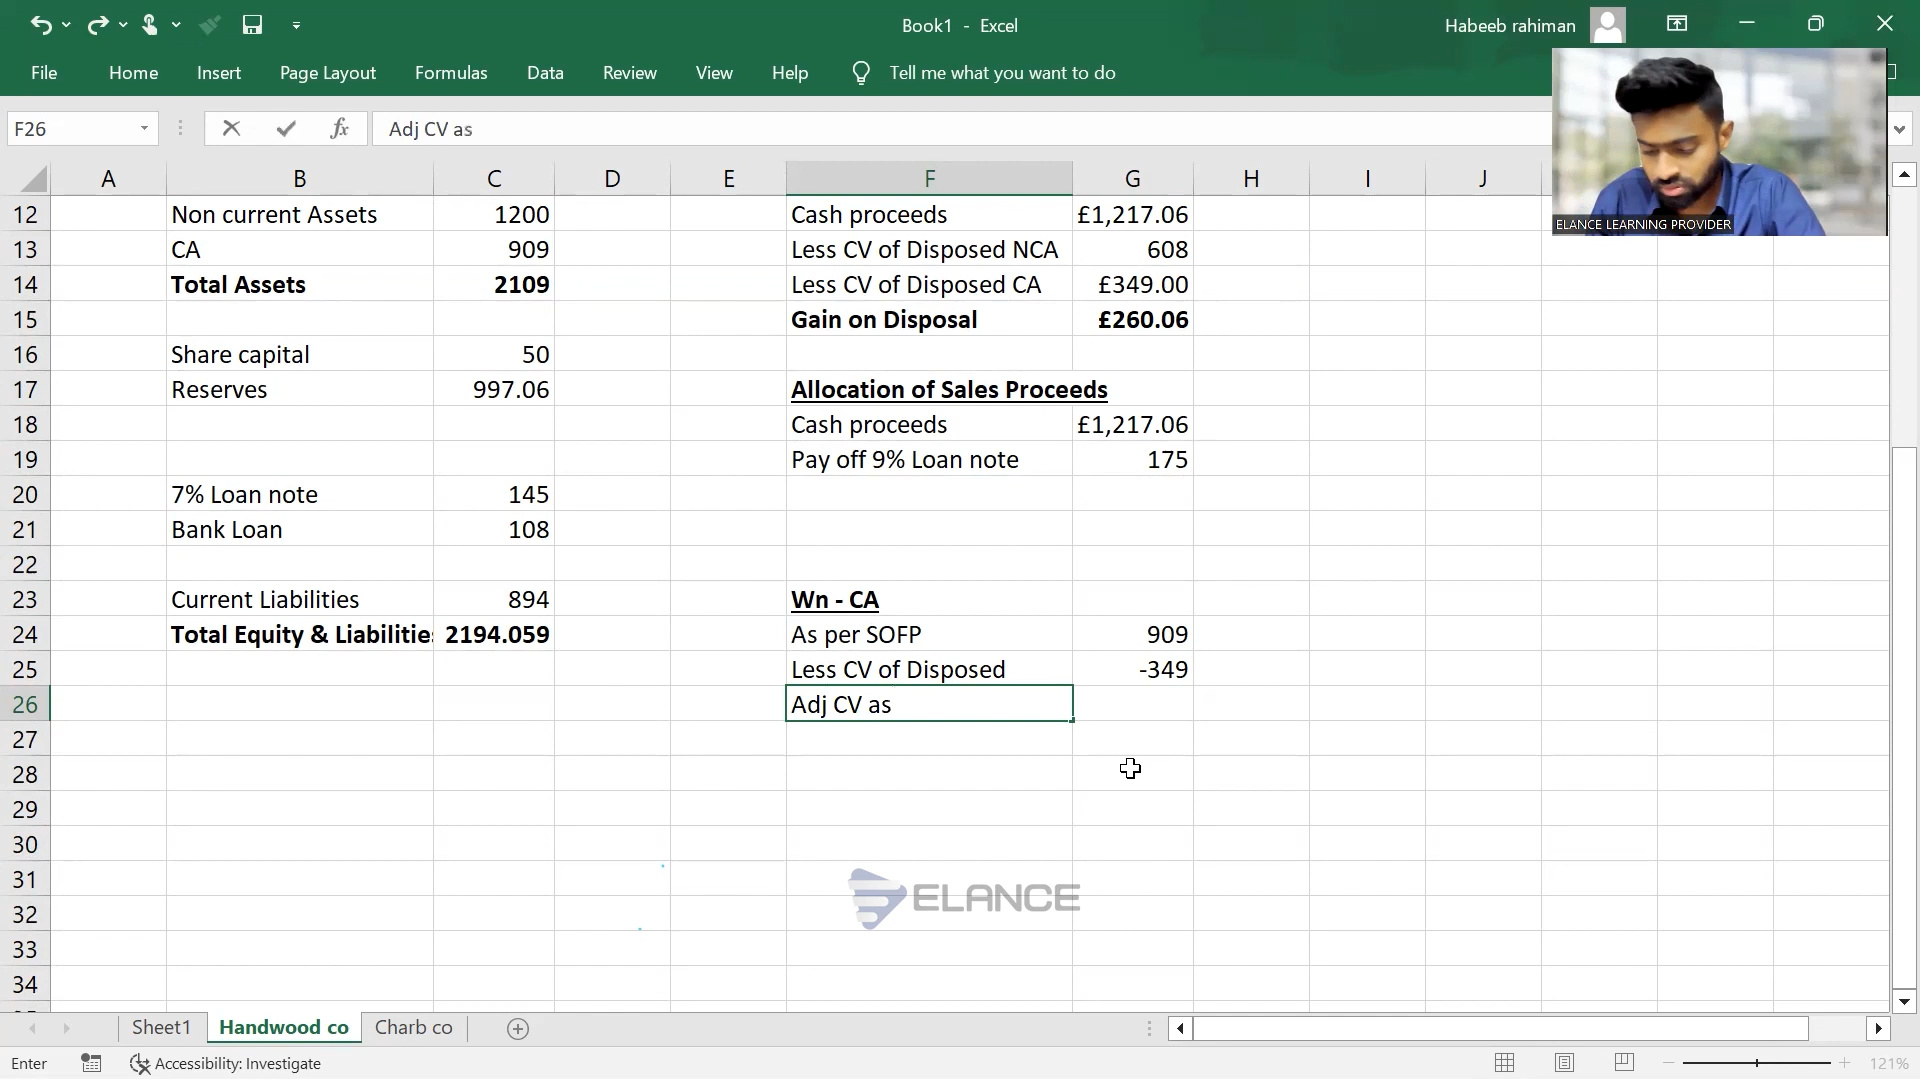 Book1 - Excel
Habeeb rahiman
File Home Insert Page Layout Formulas Data Review View Help Tell me what you want to do
F26 fx Adj CV as
ELANCE LEARNING PROVIDER
A B C D E F G H I J
12 Non current Assets 1200 Cash proceeds £1,217.06
13 CA 909 Less CV of Disposed NCA 608
14 Total Assets 2109 Less CV of Disposed CA £349.00
15 Gain on Disposal £260.06
16 Share capital 50
17 Reserves 997.06 Allocation of Sales Proceeds
18 Cash proceeds £1,217.06
19 Pay off 9% Loan note 175
20 7% Loan note 145
21 Bank Loan 108
22
23 Current Liabilities 894 Wn - CA
24 Total Equity & Liabilities 2194.059 As per SOFP 909
25 Less CV of Disposed -349
26 Adj CV as
27
28
29
30
31
32
33
34
ELANCE
Sheet1 Handwood co Charb co
Enter Accessibility: Investigate 121%